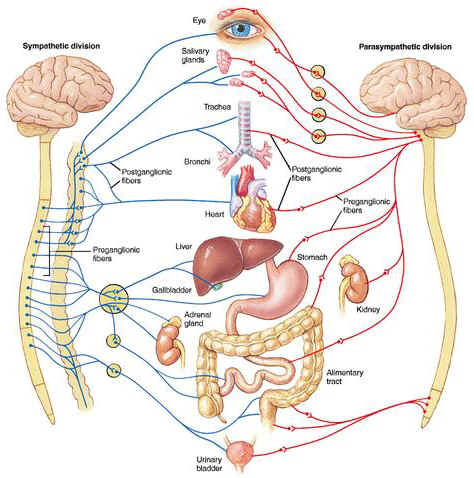 Eye
Sympathetic division
Parasympathetic division
Salivary
glands
Trachea
Postganglionic
fibers
Bronchi
Postganglionic
fibers
Preganglionic
fibers
Heart
Preganglionic
fibers
Liver
Stomach
Gallbladder
Adrenal
gland
Kidney
Alimentary
tract
Urinary
bladder